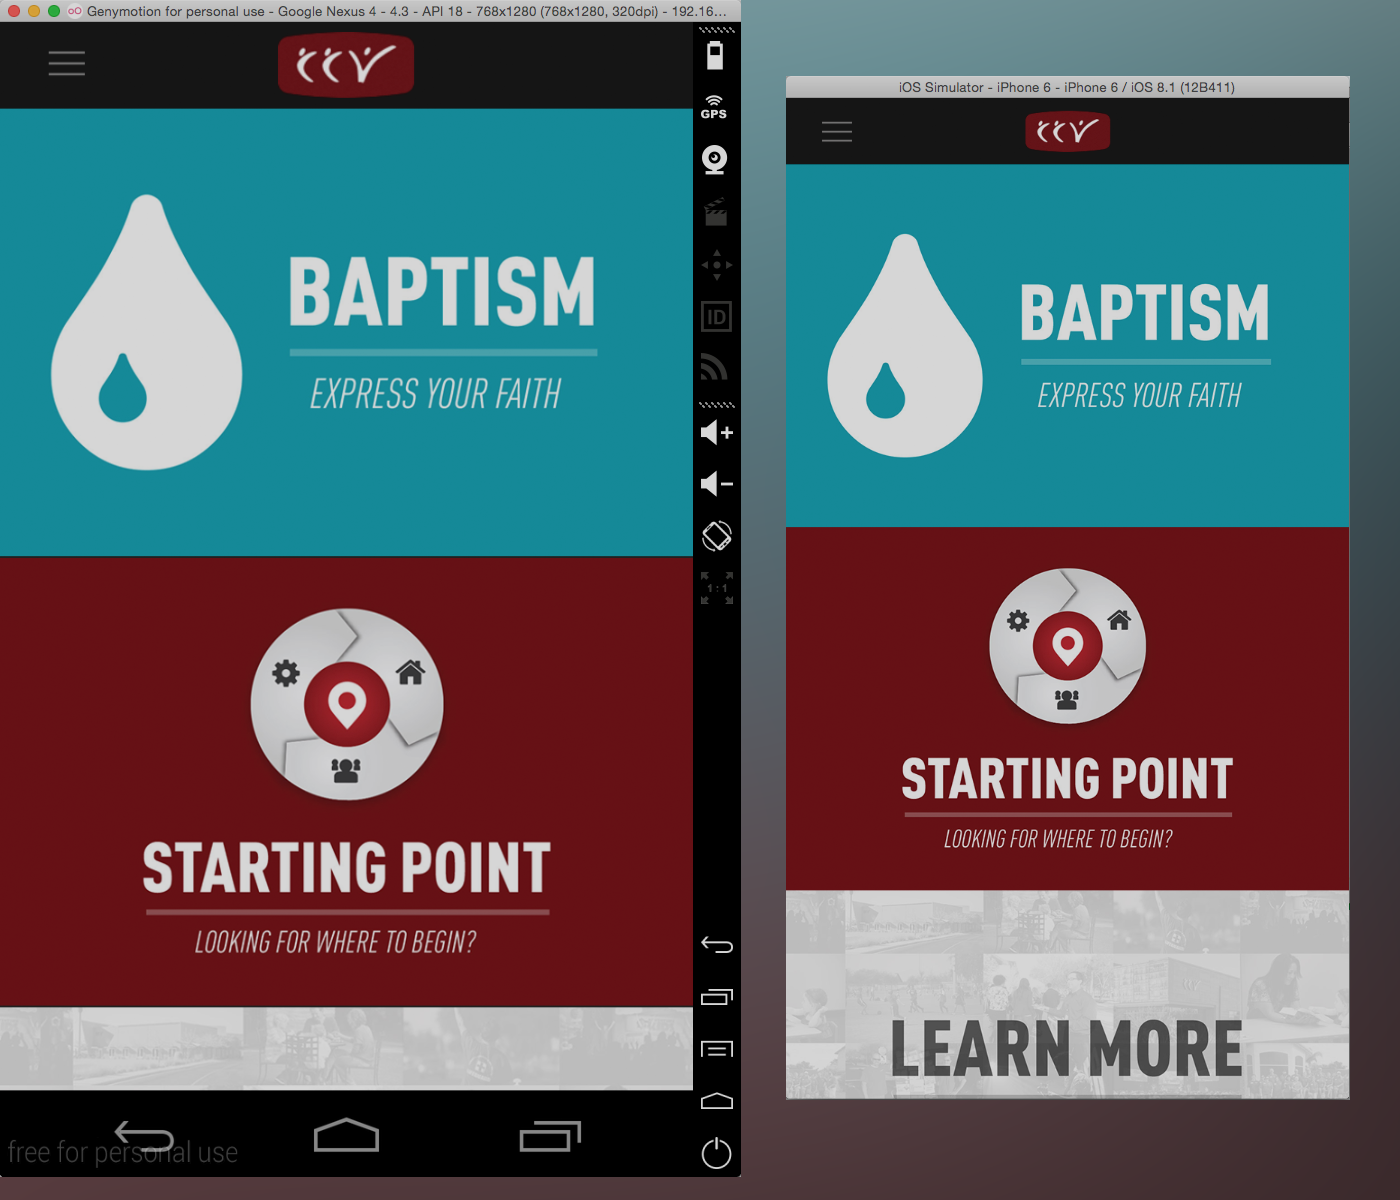 Genymotion for personal use - Google Nexus 4 - 4.3 - API 18 - 768x1280 (768x1280, 320dpi) - 192.16...
CCV
BAPTISM
EXPRESS YOUR FAITH
STARTING POINT
LOOKING FOR WHERE TO BEGIN?
free for personal use
GPS
ID
1:1
iOS Simulator - iPhone 6 - iPhone 6 / iOS 8.1 (12B411)
CCV
BAPTISM
EXPRESS YOUR FAITH
STARTING POINT
LOOKING FOR WHERE TO BEGIN?
LEARN MORE